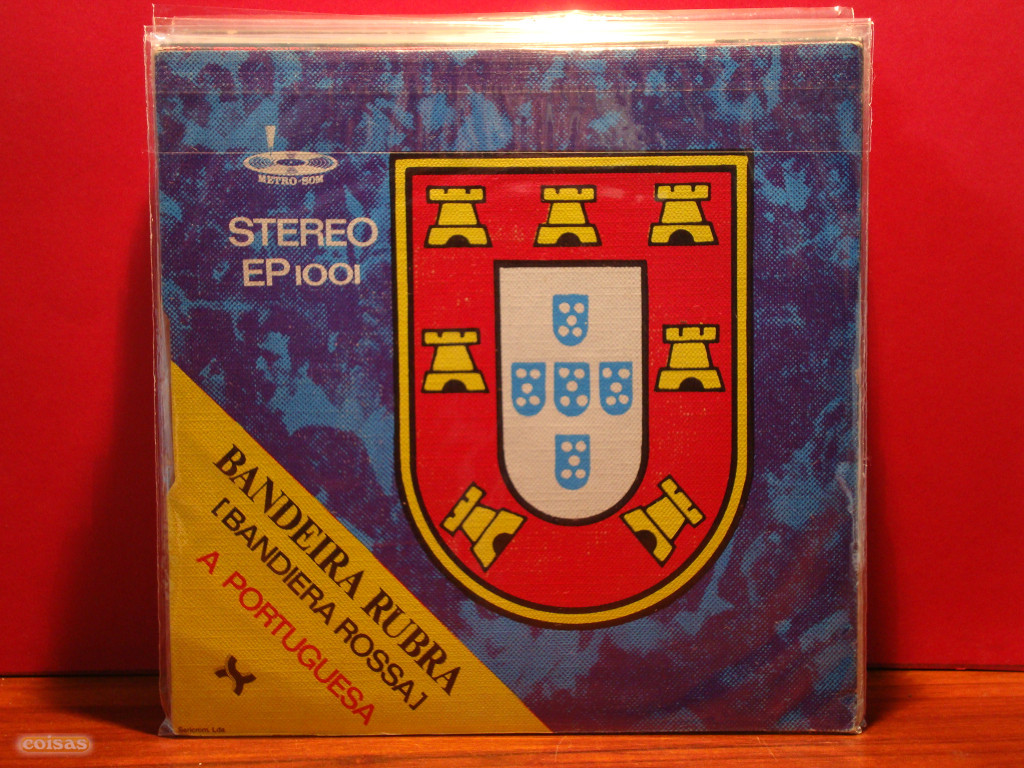 METRO-SOM
STEREO
EP 1001
BANDEIRA RUBRA
[BANDIERA ROSSA]
A PORTUGUESA
coisas